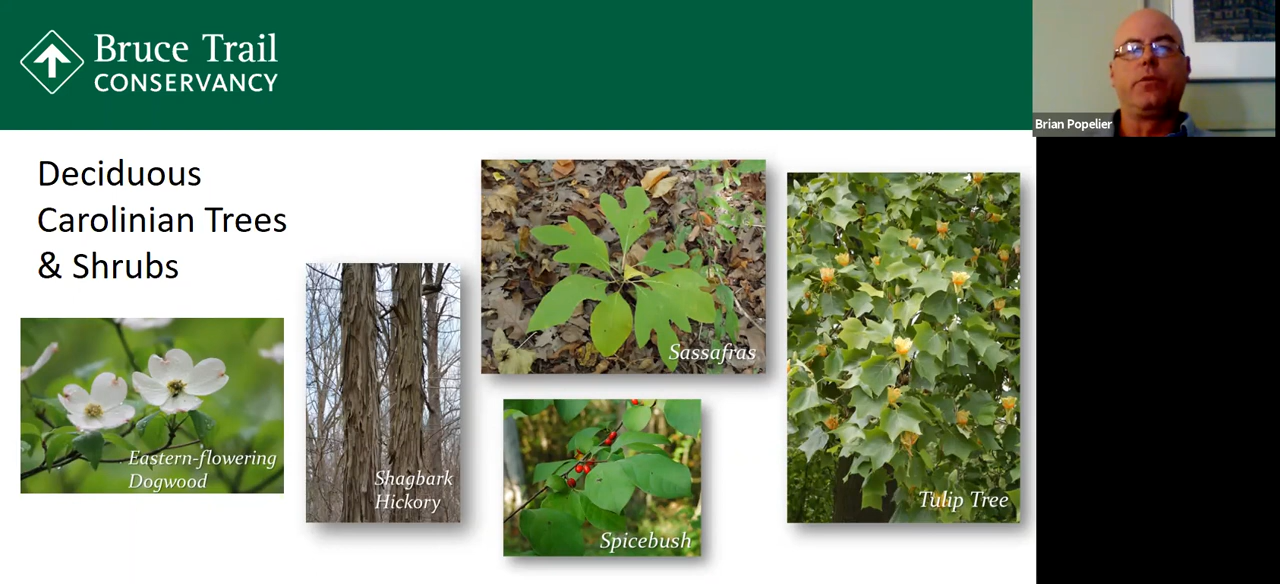 Bruce Trail
CONSERVANCY
Brian Popelier
Deciduous
Carolinian Trees
& Shrubs
Eastern-flowering
Dogwood
Shagbark
Hickory
Sassafras
Spicebush
Tulip Tree